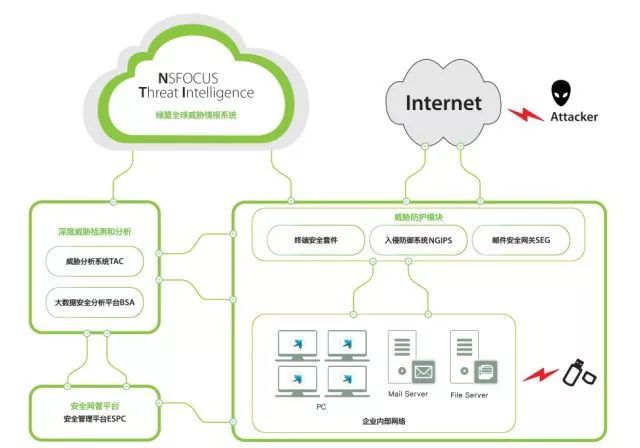 NSFOCUS
Threat Intelligence
绿盟全球威胁情报系统
Internet
Attacker
深度威胁检测和分析
威胁分析系统TAC
大数据安全分析平台BSA
威胁防护模块
终端安全套件
入侵防御系统NGIPS
邮件安全网关SEG
PC
Mail Server
File Server
企业内部网络
安全网管平台
安全管理平台ESPC